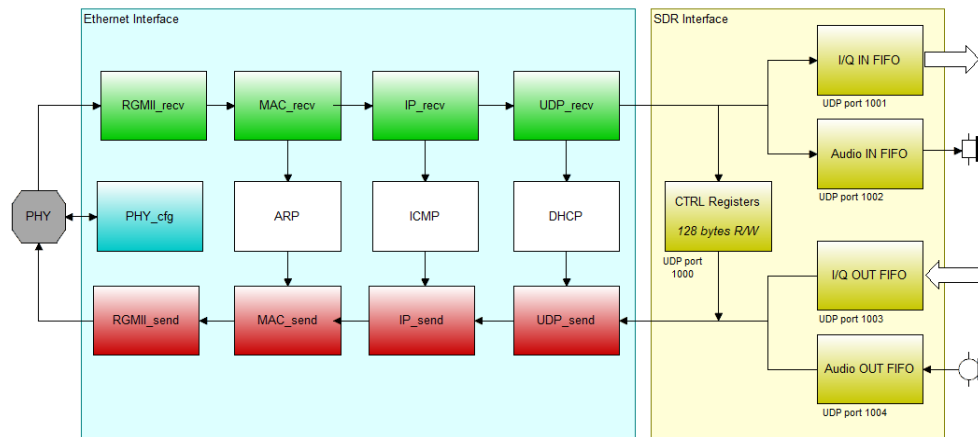 Ethernet Interface
SDR Interface
RGMII_recv
MAC_recv
IP_recv
UDP_recv
I/Q IN FIFO
UDP port 1001
Audio IN FIFO
UDP port 1002
PHY
PHY_cfg
ARP
ICMP
DHCP
CTRL Registers
128 bytes R/W
UDP port
1000
I/Q OUT FIFO
UDP port 1003
RGMII_send
MAC_send
IP_send
UDP_send
Audio OUT FIFO
UDP port 1004